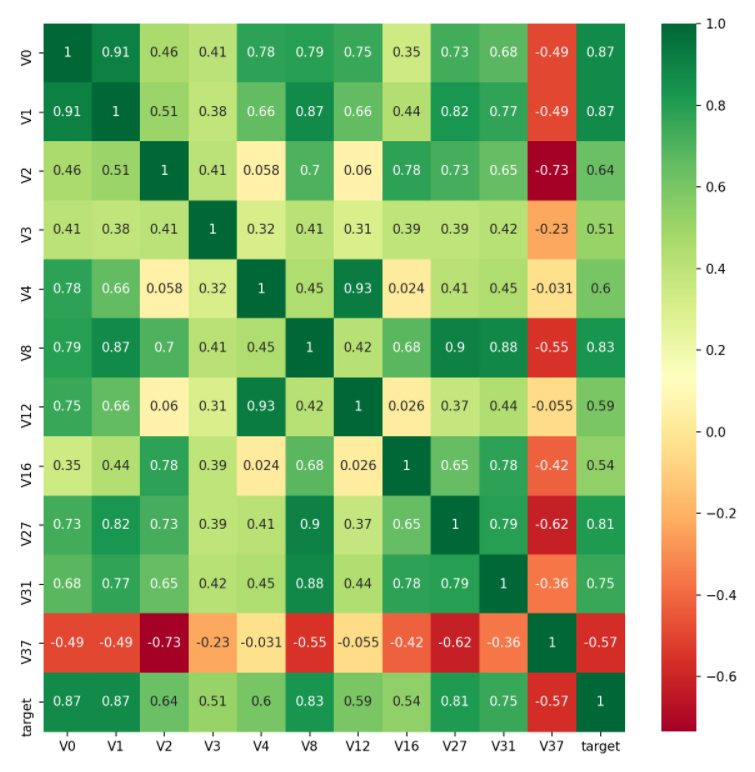 V0 1 0.91 0.46 0.41 0.78 0.79 0.75 0.35 0.73 0.68 -0.49 0.87
V1 0.91 1 0.51 0.38 0.66 0.87 0.66 0.44 0.82 0.77 -0.49 0.87
V2 0.46 0.51 1 0.41 0.058 0.7 0.06 0.78 0.73 0.65 -0.73 0.64
V3 0.41 0.38 0.41 1 0.32 0.41 0.31 0.39 0.39 0.42 -0.23 0.51
V4 0.78 0.66 0.058 0.32 1 0.45 0.93 0.024 0.41 0.45 -0.031 0.6
V8 0.79 0.87 0.7 0.41 0.45 1 0.42 0.68 0.9 0.88 -0.55 0.83
V12 0.75 0.66 0.06 0.31 0.93 0.42 1 0.026 0.37 0.44 -0.055 0.59
V16 0.35 0.44 0.78 0.39 0.024 0.68 0.026 1 0.65 0.78 -0.42 0.54
V27 0.73 0.82 0.73 0.39 0.41 0.9 0.37 0.65 1 0.79 -0.62 0.81
V31 0.68 0.77 0.65 0.42 0.45 0.88 0.44 0.78 0.79 1 -0.36 0.75
V37 -0.49 -0.49 -0.73 -0.23 -0.031 -0.55 -0.055 -0.42 -0.62 -0.36 1 -0.57
target 0.87 0.87 0.64 0.51 0.6 0.83 0.59 0.54 0.81 0.75 -0.57 1
V0 V1 V2 V3 V4 V8 V12 V16 V27 V31 V37 target
1.0
0.8
0.6
0.4
0.2
0.0
−0.2
−0.4
−0.6